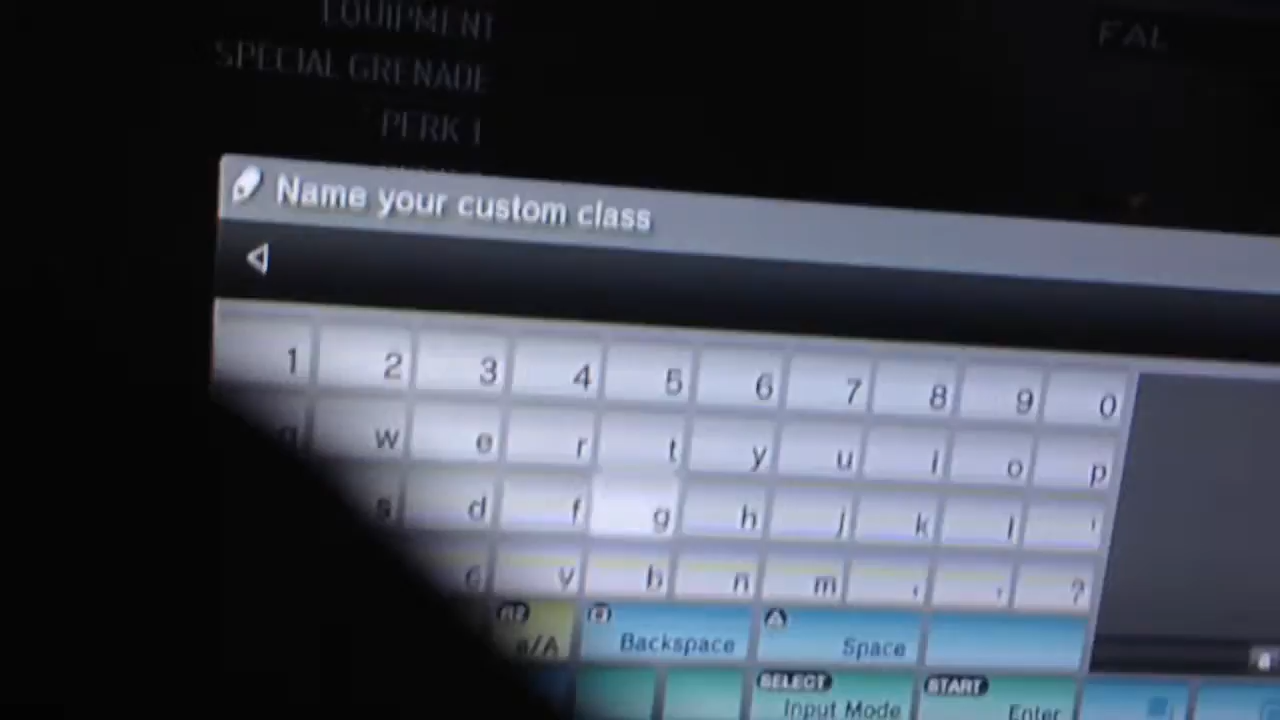 EQUIPMENT
FAL
SPECIAL GRENADE
PERK 1
Name your custom class
1 2 3 4 5 6 7 8 9 0
q w e r t y u i o p
s d f g h j k l '
c v b n m , . ?
a/A Backspace Space
SELECT START
Input Mode Enter